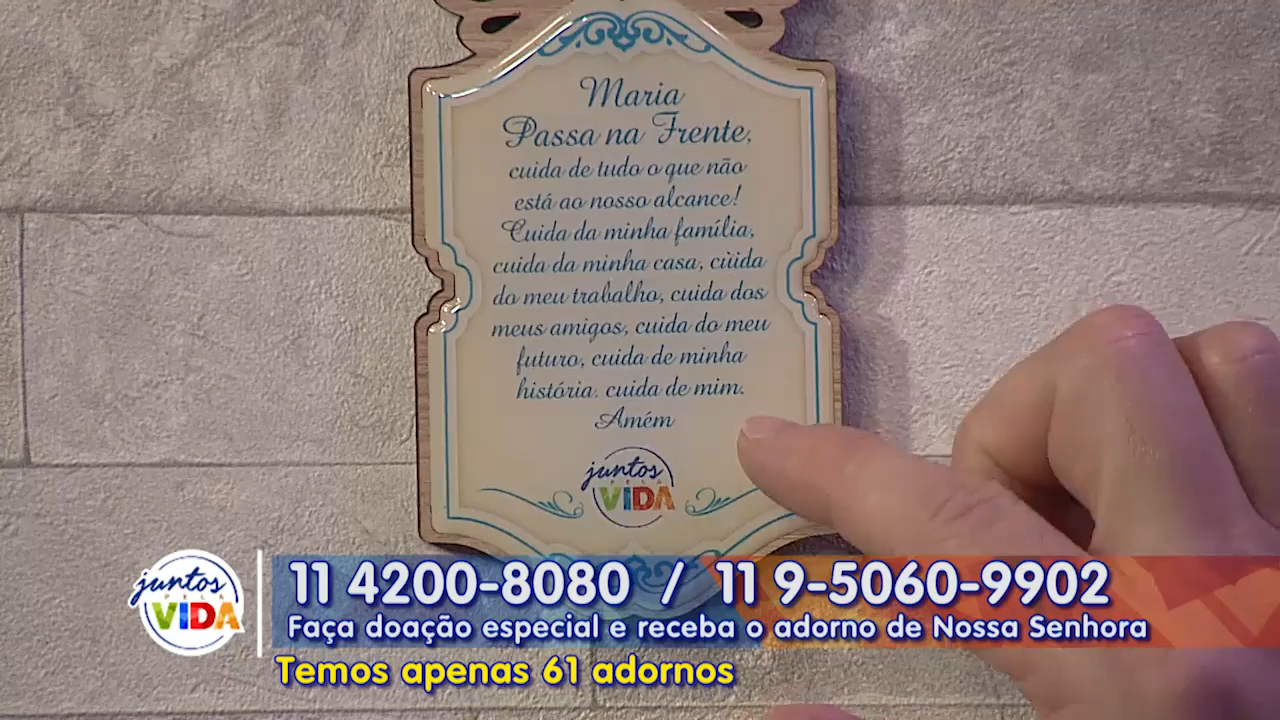 Maria
Passa na Frente,
cuida de tudo o que não
está ao nosso alcance!
Cuida da minha família,
cuida da minha casa, cuida
do meu trabalho, cuida dos
meus amigos, cuida do meu
futuro, cuida de minha
história. cuida de mim.
Amém
juntos
PELA
VIDA
juntos
PELA
VIDA
11 4200-8080 / 11 9-5060-9902
Faça doação especial e receba o adorno de Nossa Senhora
Temos apenas 61 adornos